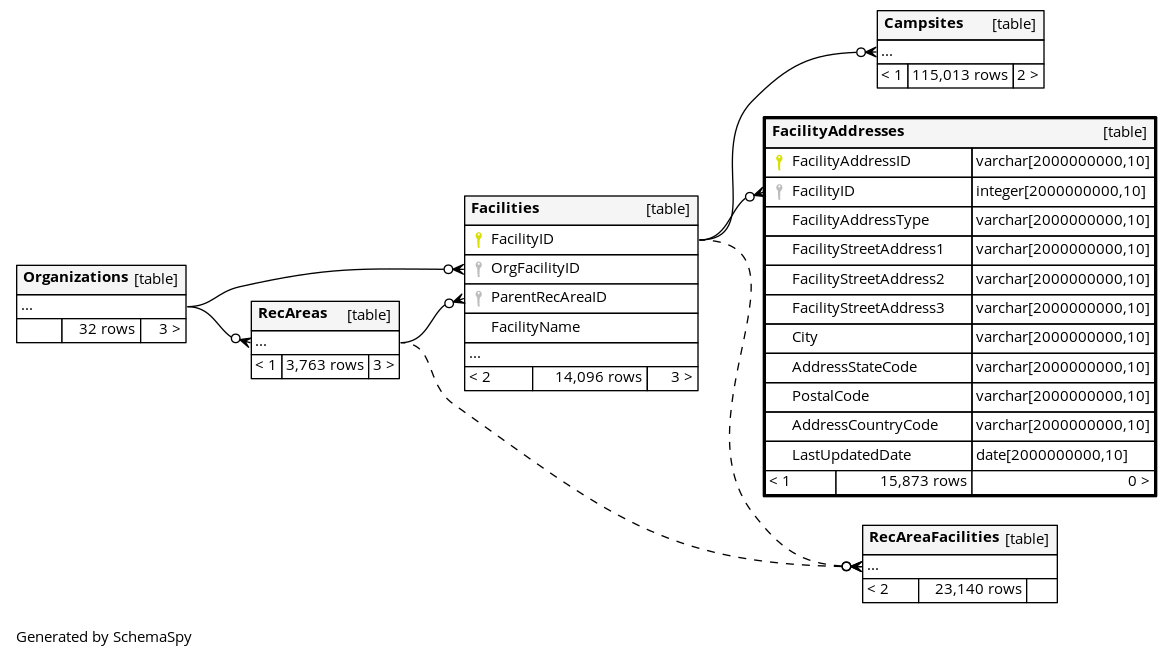 Campsites [table]
...
< 1 115,013 rows 2 >
FacilityAddresses [table]
FacilityAddressID varchar[2000000000,10]
FacilityID integer[2000000000,10]
FacilityAddressType varchar[2000000000,10]
FacilityStreetAddress1 varchar[2000000000,10]
FacilityStreetAddress2 varchar[2000000000,10]
FacilityStreetAddress3 varchar[2000000000,10]
City varchar[2000000000,10]
AddressStateCode varchar[2000000000,10]
PostalCode varchar[2000000000,10]
AddressCountryCode varchar[2000000000,10]
LastUpdatedDate date[2000000000,10]
< 1 15,873 rows 0 >
Facilities [table]
FacilityID
OrgFacilityID
ParentRecAreaID
FacilityName
...
< 2 14,096 rows 3 >
Organizations [table]
...
32 rows 3 >
RecAreas [table]
...
< 1 3,763 rows 3 >
RecAreaFacilities [table]
...
< 2 23,140 rows
Generated by SchemaSpy